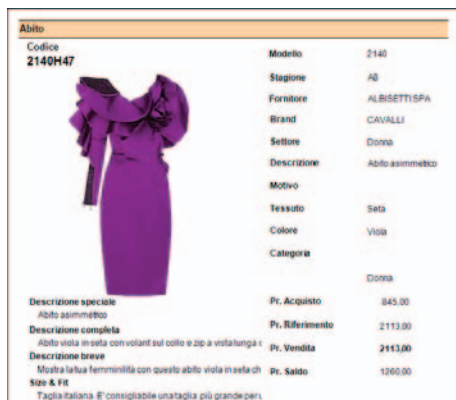 Abito
Codice
2140H47
Modello 2140
Stagione A8
Fornitore ALBISETTI SPA
Brand CAVALLI
Settore Donna
Descrizione Abito asimmetico
Motivo
Tessuto Seta
Colore Viola
Categoria
Donna
Descrizione speciale
Abito asimmetico
Descrizione completa
Abito viola in seta con volant sul collo e zip a vista lunga
Descrizione breve
Mostra la tua femminilità con questo abito viola in seta ch
Size & Fit
Taglia italiana. E' consigliabile una taglia più grande per
Pr. Acquisto 845,00
Pr. Riferimento 2113,00
Pr. Vendita 2113,00
Pr. Saldo 1260,00